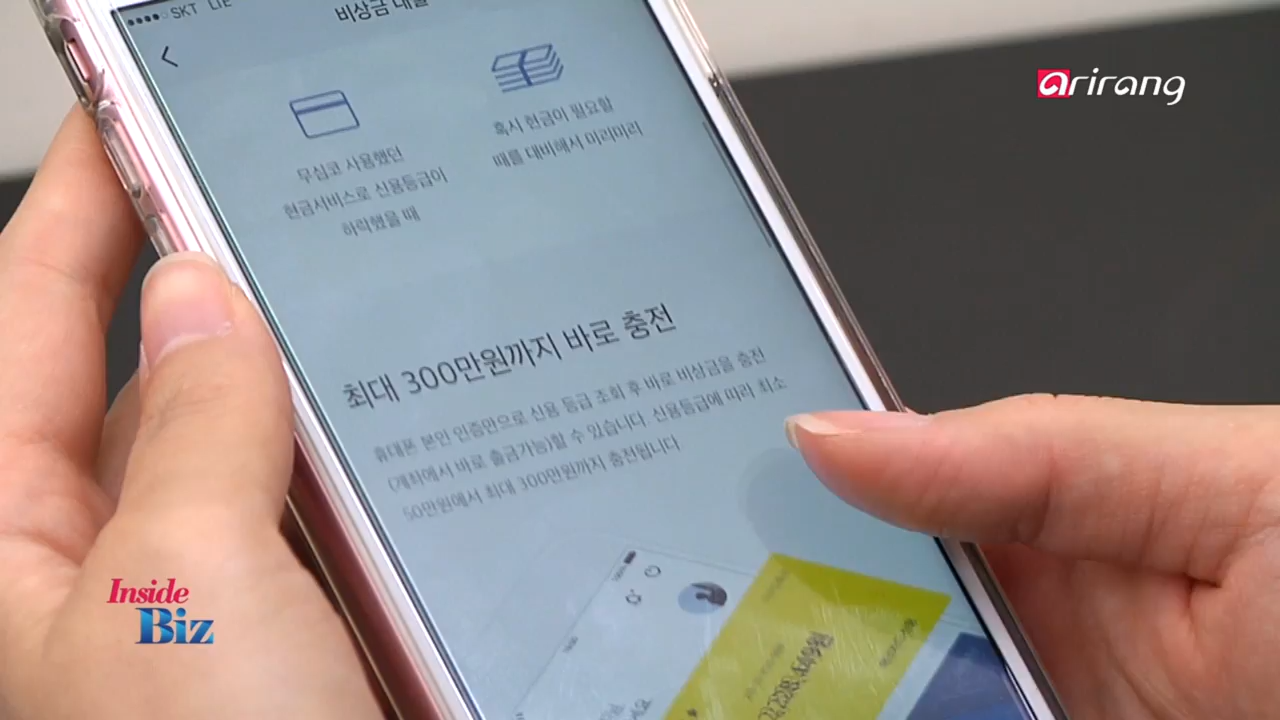 SKT LTE
비상금 대출
arirang
무심코 사용했던
현금서비스로 신용등급이
하락했을 때
혹시 현금이 필요할
때를 대비해서 미리미리
최대 300만원까지 바로 충전
휴대폰 본인 인증만으로 신용 등급 조회 후 바로 비상금을 충전
(계좌에서 바로 출금가능)할 수 있습니다. 신용등급에 따라 최소
50만원에서 최대 300만원까지 충전됩니다.
Inside
Biz